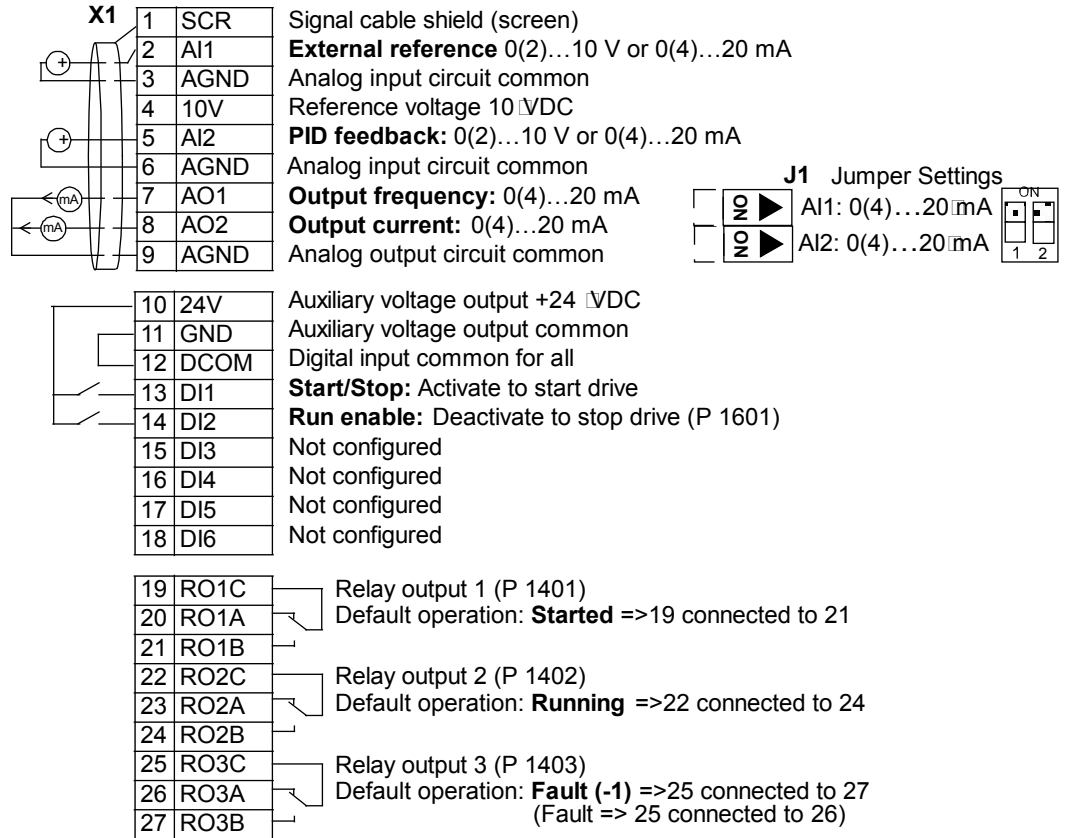 X1
1 SCR Signal cable shield (screen)
2 AI1 External reference 0(2)…10 V or 0(4)…20 mA
3 AGND Analog input circuit common
4 10V Reference voltage 10 VDC
5 AI2 PID feedback: 0(2)…10 V or 0(4)…20 mA
6 AGND Analog input circuit common
7 AO1 Output frequency: 0(4)…20 mA
8 AO2 Output current: 0(4)…20 mA
9 AGND Analog output circuit common
+
+
mA
mA
J1 Jumper Settings
ON AI1: 0(4)…20 mA
ON AI2: 0(4)…20 mA
ON
1 2
10 24V Auxiliary voltage output +24 VDC
11 GND Auxiliary voltage output common
12 DCOM Digital input common for all
13 DI1 Start/Stop: Activate to start drive
14 DI2 Run enable: Deactivate to stop drive (P 1601)
15 DI3 Not configured
16 DI4 Not configured
17 DI5 Not configured
18 DI6 Not configured
19 RO1C Relay output 1 (P 1401)
20 RO1A Default operation: Started =>19 connected to 21
21 RO1B
22 RO2C Relay output 2 (P 1402)
23 RO2A Default operation: Running =>22 connected to 24
24 RO2B
25 RO3C Relay output 3 (P 1403)
26 RO3A Default operation: Fault (-1) =>25 connected to 27
27 RO3B (Fault => 25 connected to 26)